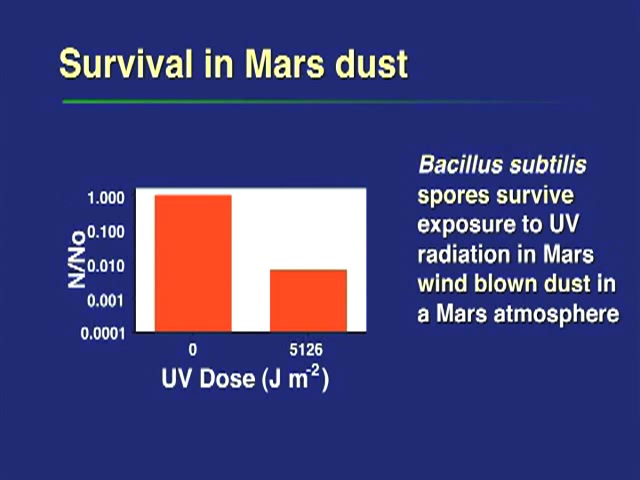 Survival in Mars dust
Bacillus subtilis
spores survive
exposure to UV
radiation in Mars
wind blown dust in
a Mars atmosphere
N/No
1.000
0.100
0.010
0.001
0.0001
0 5126
UV Dose (J m-2)